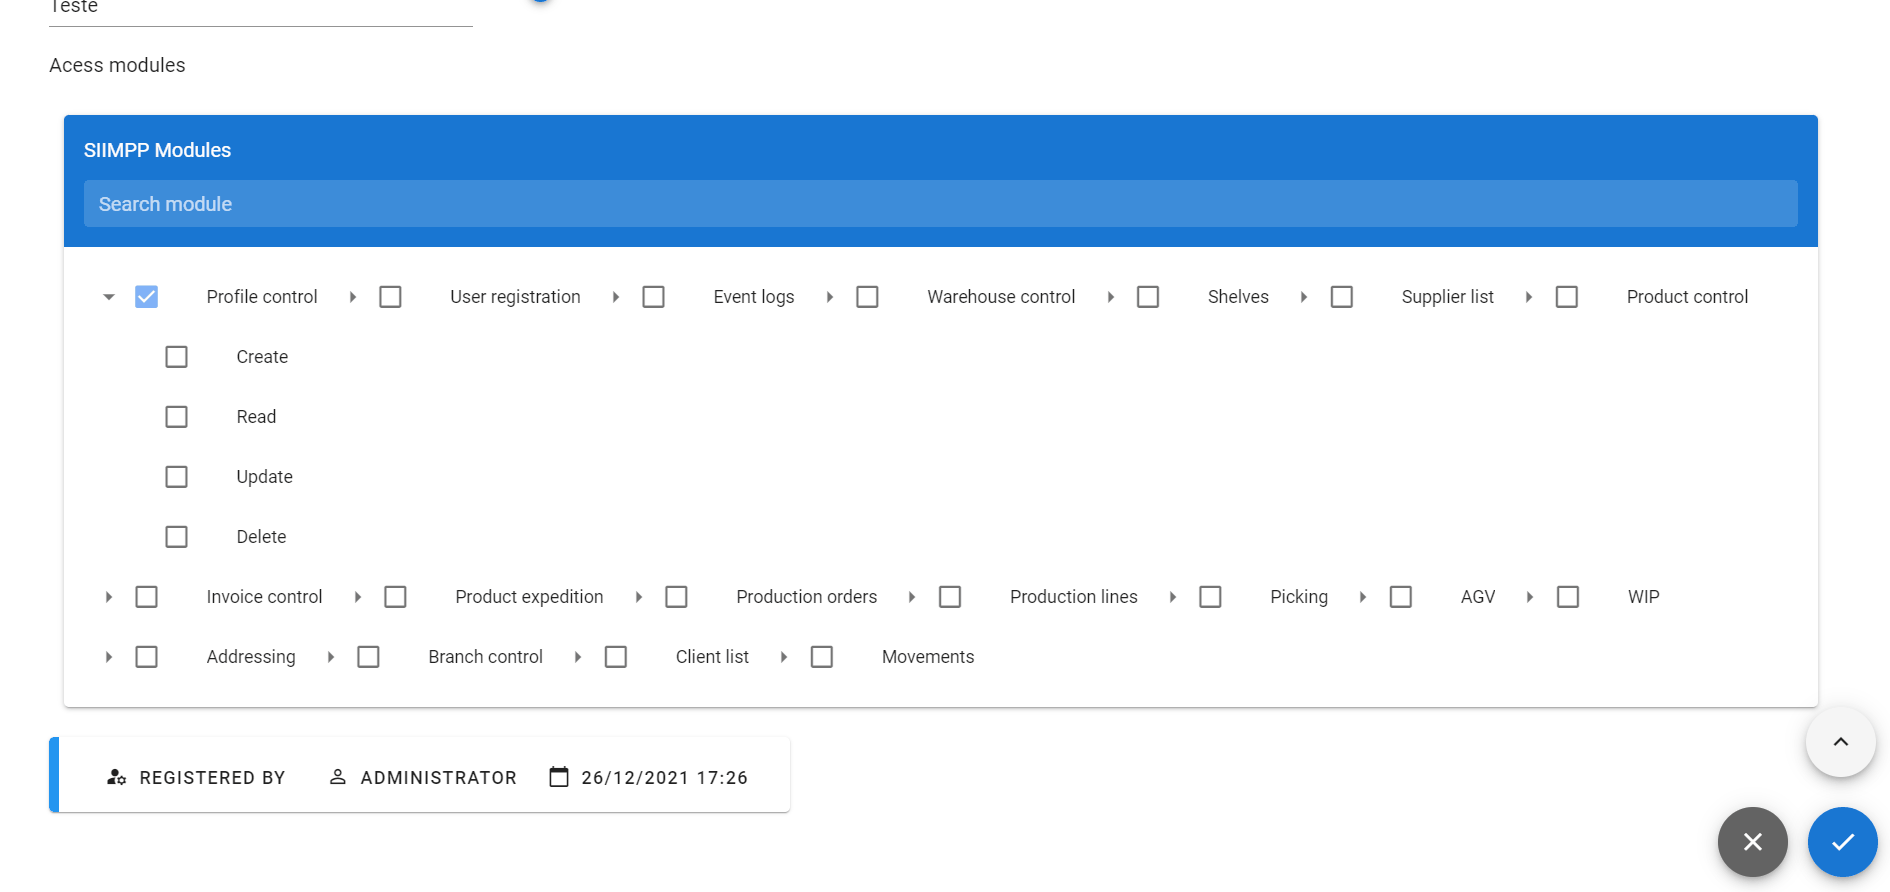 Teste
Acess modules
SIIMPP Modules
Search module
Profile control User registration Event logs Warehouse control Shelves Supplier list Product control
Create
Read
Update
Delete
Invoice control Product expedition Production orders Production lines Picking AGV WIP
Addressing Branch control Client list Movements
REGISTERED BY ADMINISTRATOR 26/12/2021 17:26